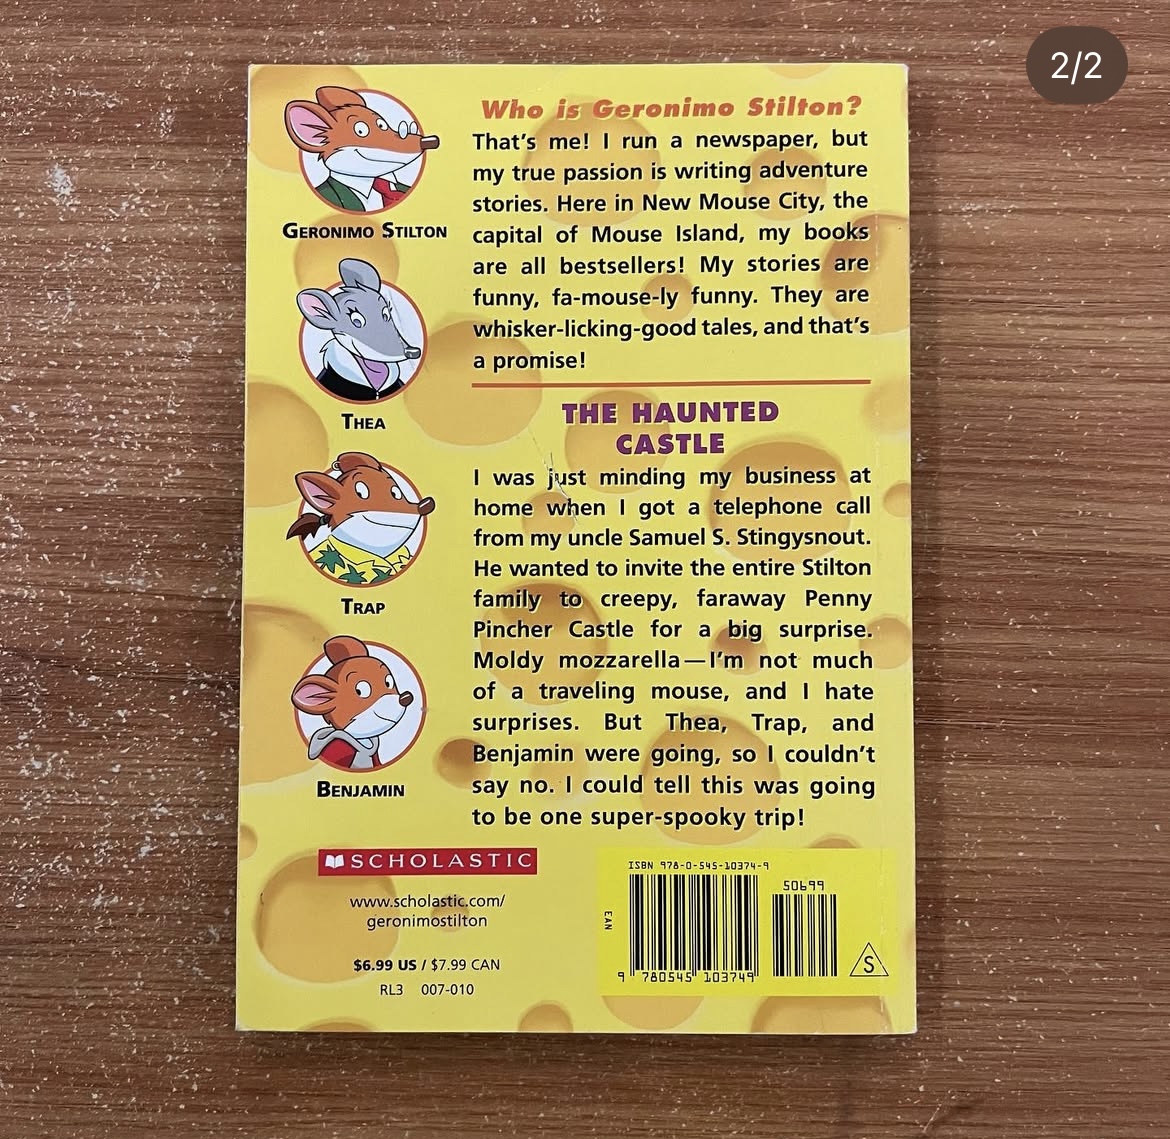 2/2
Who is Geronimo Stilton?
That's me! I run a newspaper, but
my true passion is writing adventure
stories. Here in New Mouse City, the
capital of Mouse Island, my books
are all bestsellers! My stories are
funny, fa-mouse-ly funny. They are
whisker-licking-good tales, and that's
a promise!
GERONIMO STILTON
THEA
TRAP
BENJAMIN
THE HAUNTED
CASTLE
I was just minding my business at
home when I got a telephone call
from my uncle Samuel S. Stingysnout.
He wanted to invite the entire Stilton
family to creepy, faraway Penny
Pincher Castle for a big surprise.
Moldy mozzarella—I'm not much
of a traveling mouse, and I hate
surprises. But Thea, Trap, and
Benjamin were going, so I couldn't
say no. I could tell this was going
to be one super-spooky trip!
SCHOLASTIC
www.scholastic.com/
geronimostilton
$6.99 US / $7.99 CAN
RL3 007-010
ISBN 978-0-545-10374-9
50699
EAN
9 780545 103749
S